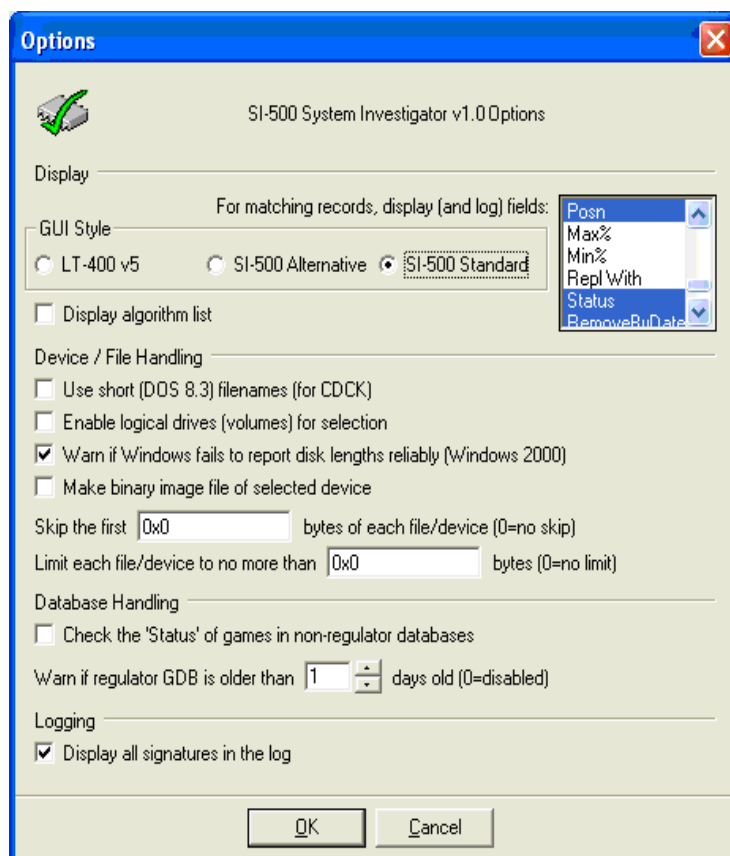 Options
SI-500 System Investigator v1.0 Options
Display
For matching records, display (and log) fields:
Posn
Max%
Min%
Repl With
Status
RemoveByDate
GUI Style
LT-400 v5
SI-500 Alternative
SI-500 Standard
Display algorithm list
Device / File Handling
Use short (DOS 8.3) filenames (for CDCK)
Enable logical drives (volumes) for selection
Warn if Windows fails to report disk lengths reliably (Windows 2000)
Make binary image file of selected device
Skip the first 0x0 bytes of each file/device (0=no skip)
Limit each file/device to no more than 0x0 bytes (0=no limit)
Database Handling
Check the 'Status' of games in non-regulator databases
Warn if regulator GDB is older than 1 days old (0=disabled)
Logging
Display all signatures in the log
OK
Cancel